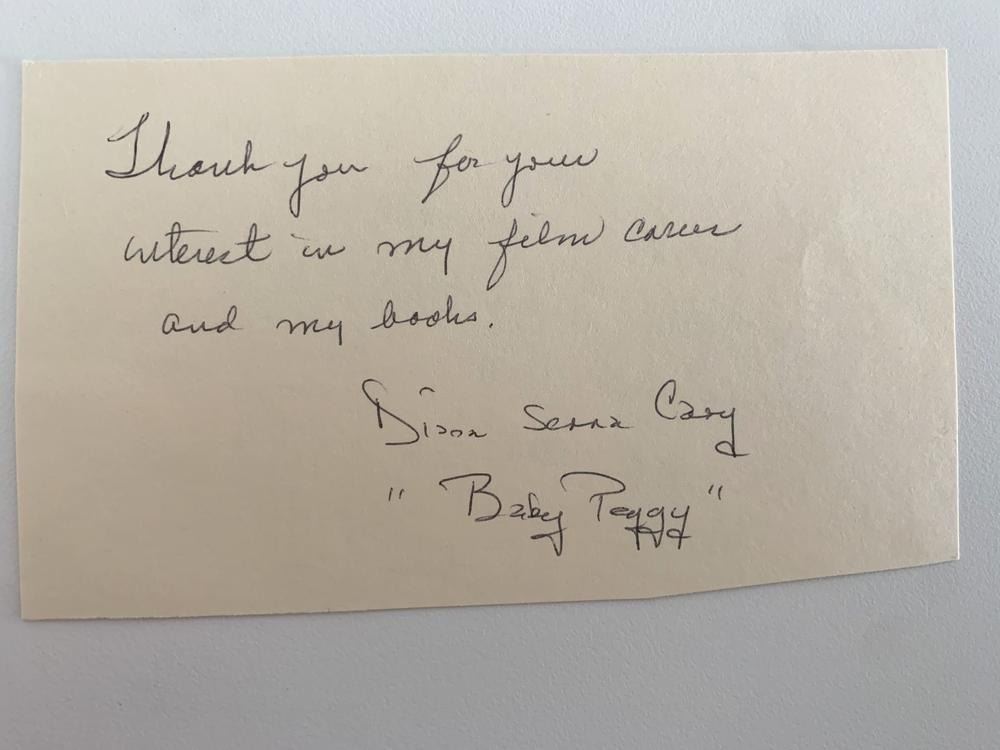 Thank you for your
interest in my film career
and my books.
Diana Serra Cary
"Baby Peggy"